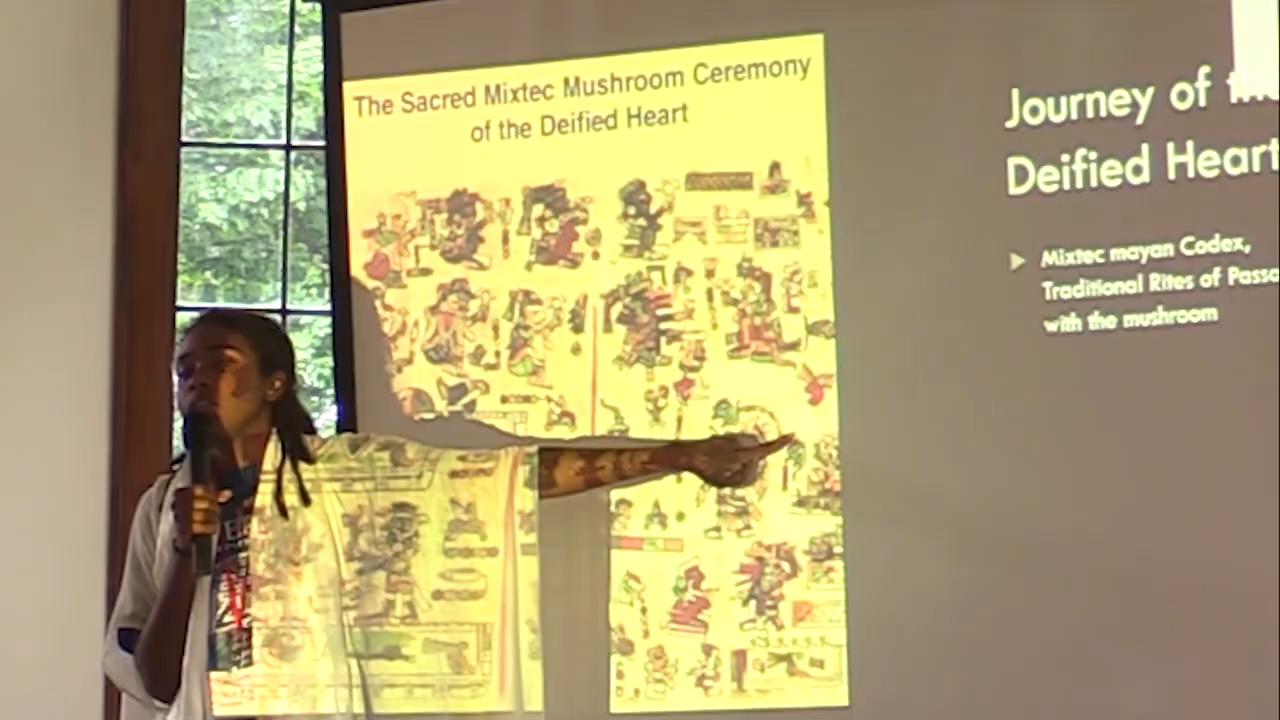 The Sacred Mixtec Mushroom Ceremony
of the Deified Heart
Journey of the
Deified Heart
Mixtec mayan Codex,
Traditional Rites of Passa
with the mushroom